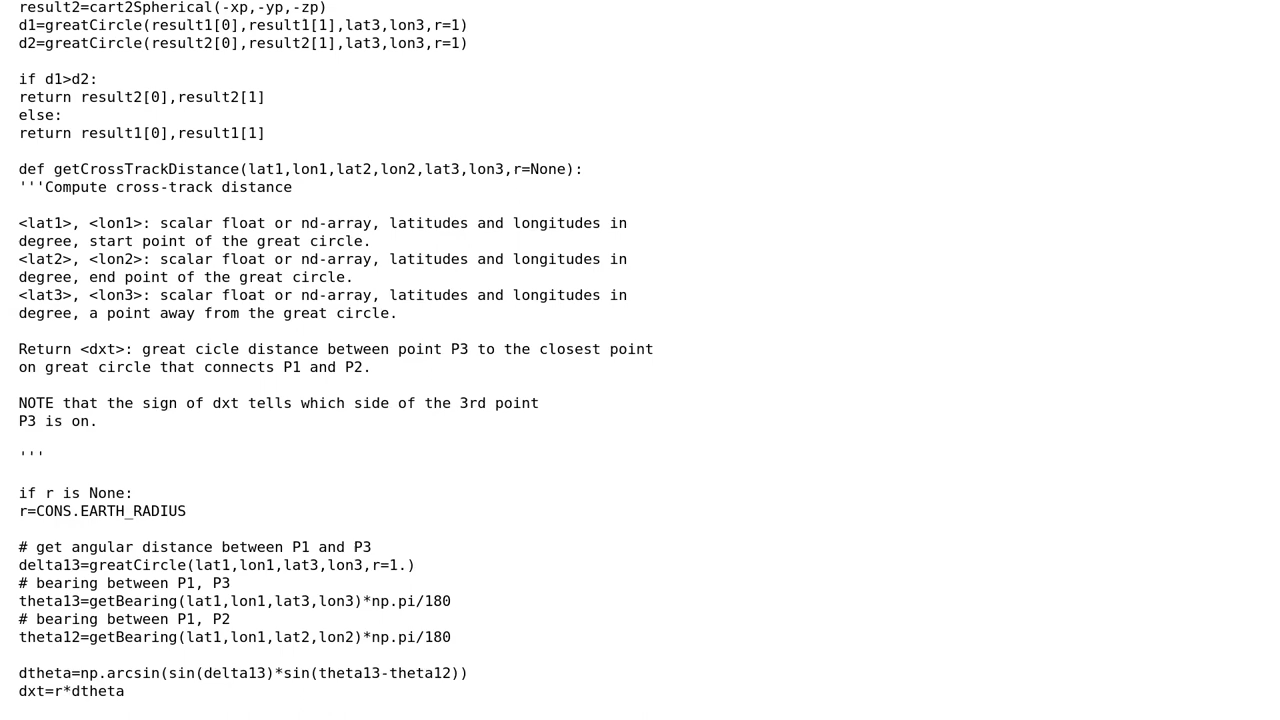 result2=cart2Spherical(-xp,-yp,-zp)
d1=greatCircle(result1[0],result1[1],lat3,lon3,r=1)
d2=greatCircle(result2[0],result2[1],lat3,lon3,r=1)
if d1>d2:
return result2[0],result2[1]
else:
return result1[0],result1[1]
def getCrossTrackDistance(lat1,lon1,lat2,lon2,lat3,lon3,r=None):
'''Compute cross-track distance
<lat1>, <lon1>: scalar float or nd-array, latitudes and longitudes in
degree, start point of the great circle.
<lat2>, <lon2>: scalar float or nd-array, latitudes and longitudes in
degree, end point of the great circle.
<lat3>, <lon3>: scalar float or nd-array, latitudes and longitudes in
degree, a point away from the great circle.
Return <dxt>: great cicle distance between point P3 to the closest point
on great circle that connects P1 and P2.
NOTE that the sign of dxt tells which side of the 3rd point
P3 is on.
'''
if r is None:
r=CONS.EARTH_RADIUS
# get angular distance between P1 and P3
delta13=greatCircle(lat1,lon1,lat3,lon3,r=1.)
# bearing between P1, P3
theta13=getBearing(lat1,lon1,lat3,lon3)*np.pi/180
# bearing between P1, P2
theta12=getBearing(lat1,lon1,lat2,lon2)*np.pi/180
dtheta=np.arcsin(sin(delta13)*sin(theta13-theta12))
dxt=r*dtheta